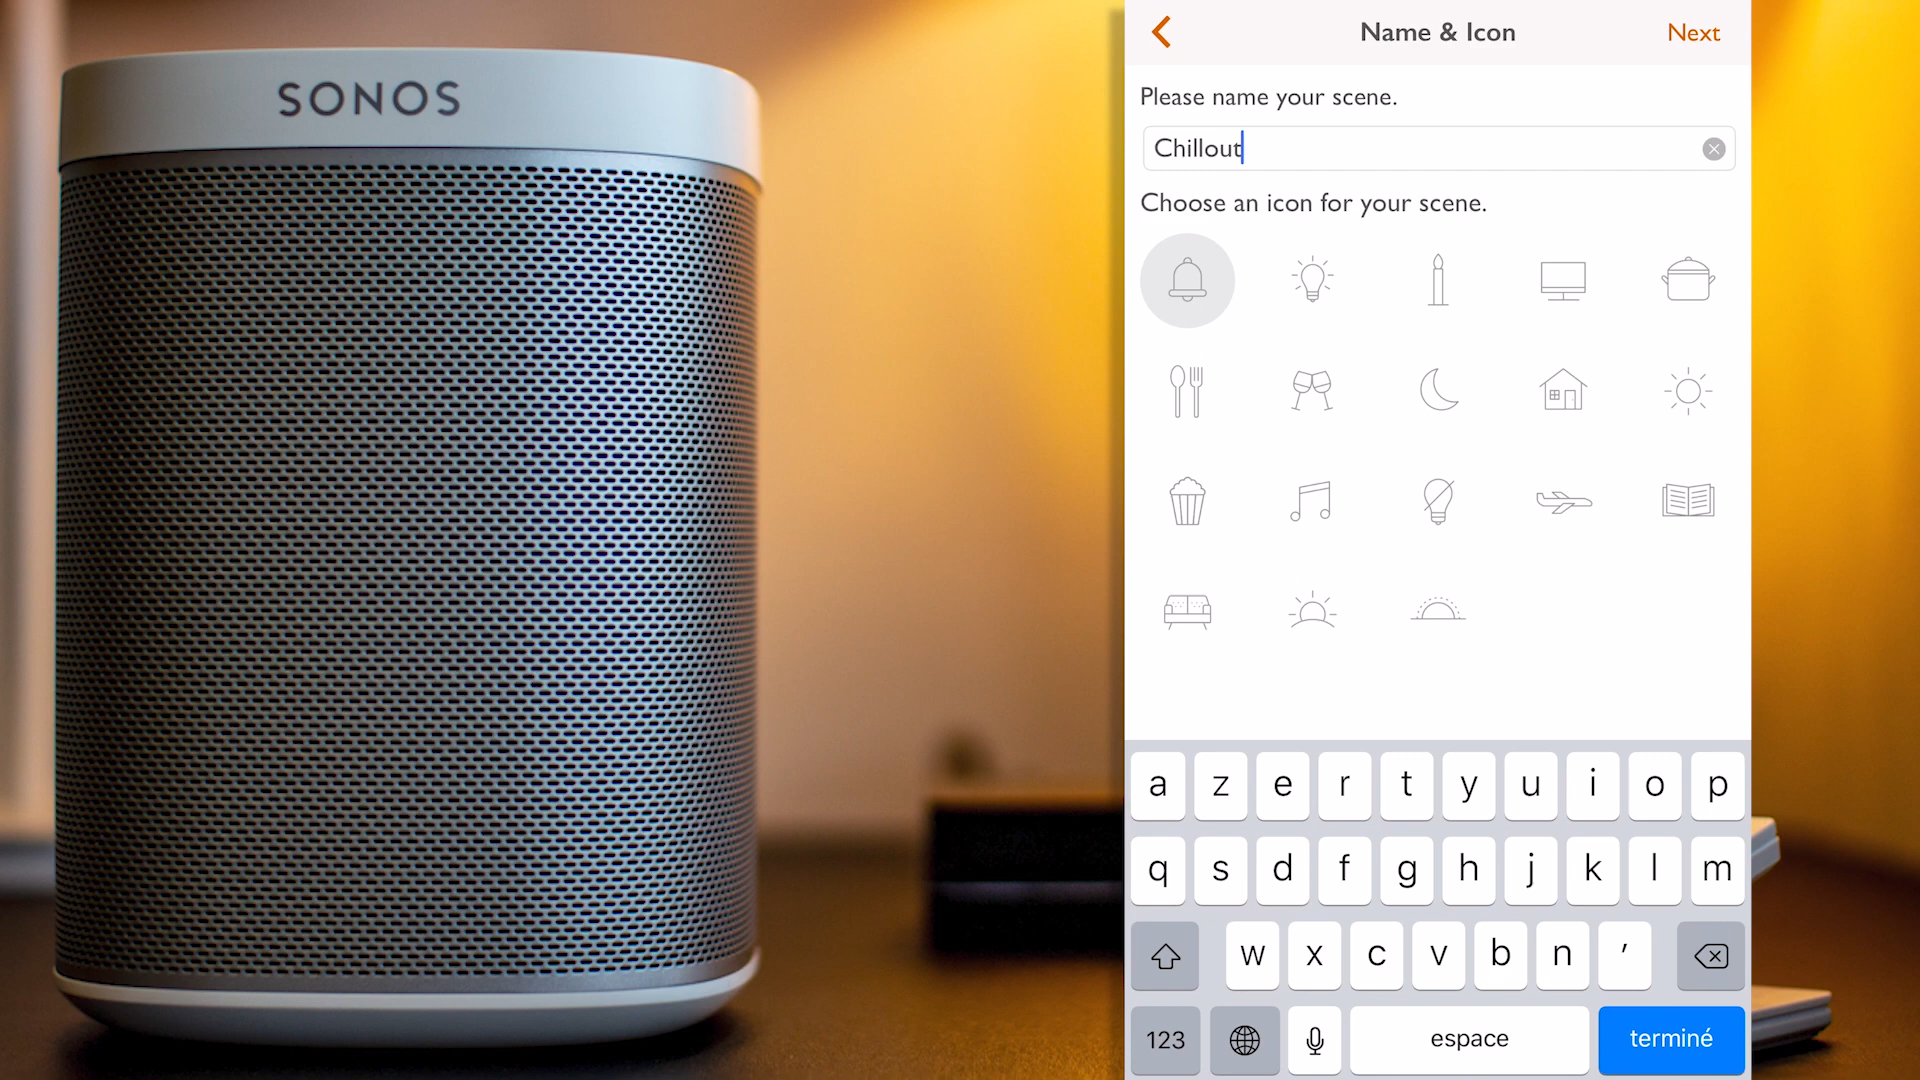 SONOS
Name & Icon
Next
Please name your scene.
Chillout
Choose an icon for your scene.
a z e r t y u i o p
q s d f g h j k l m
w x c v b n ’
123
espace
terminé